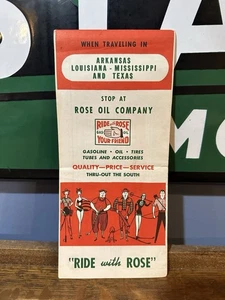 WHEN TRAVELING IN
ARKANSAS
LOUISIANA - MISSISSIPPI
AND TEXAS
STOP AT
ROSE OIL COMPANY
RIDE with ROSE
YOUR FRIEND
GASOLINE • OIL • TIRES
TUBES AND ACCESSORIES
QUALITY—PRICE—SERVICE
THRU-OUT THE SOUTH
"RIDE with ROSE"